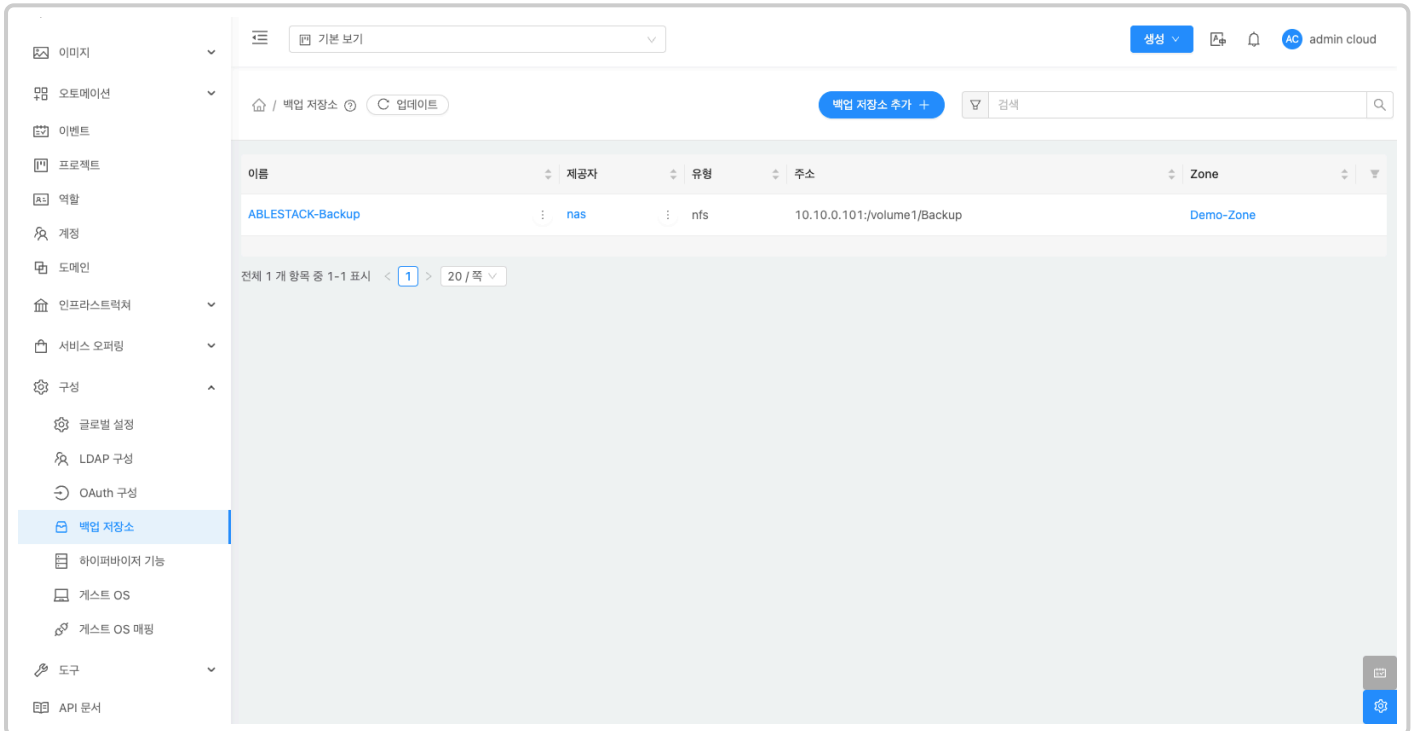 이미지
오토메이션
이벤트
프로젝트
역할
계정
도메인
인프라스트럭쳐
서비스 오퍼링
구성
글로벌 설정
LDAP 구성
OAuth 구성
백업 저장소
하이퍼바이저 기능
게스트 OS
게스트 OS 매핑
도구
API 문서
기본 보기
생성
AC admin cloud
/ 백업 저장소 업데이트
백업 저장소 추가 +
검색
이름 제공자 유형 주소 Zone
ABLESTACK-Backup nas nfs 10.10.0.101:/volume1/Backup Demo-Zone
전체 1 개 항목 중 1-1 표시 < 1 > 20 / 쪽